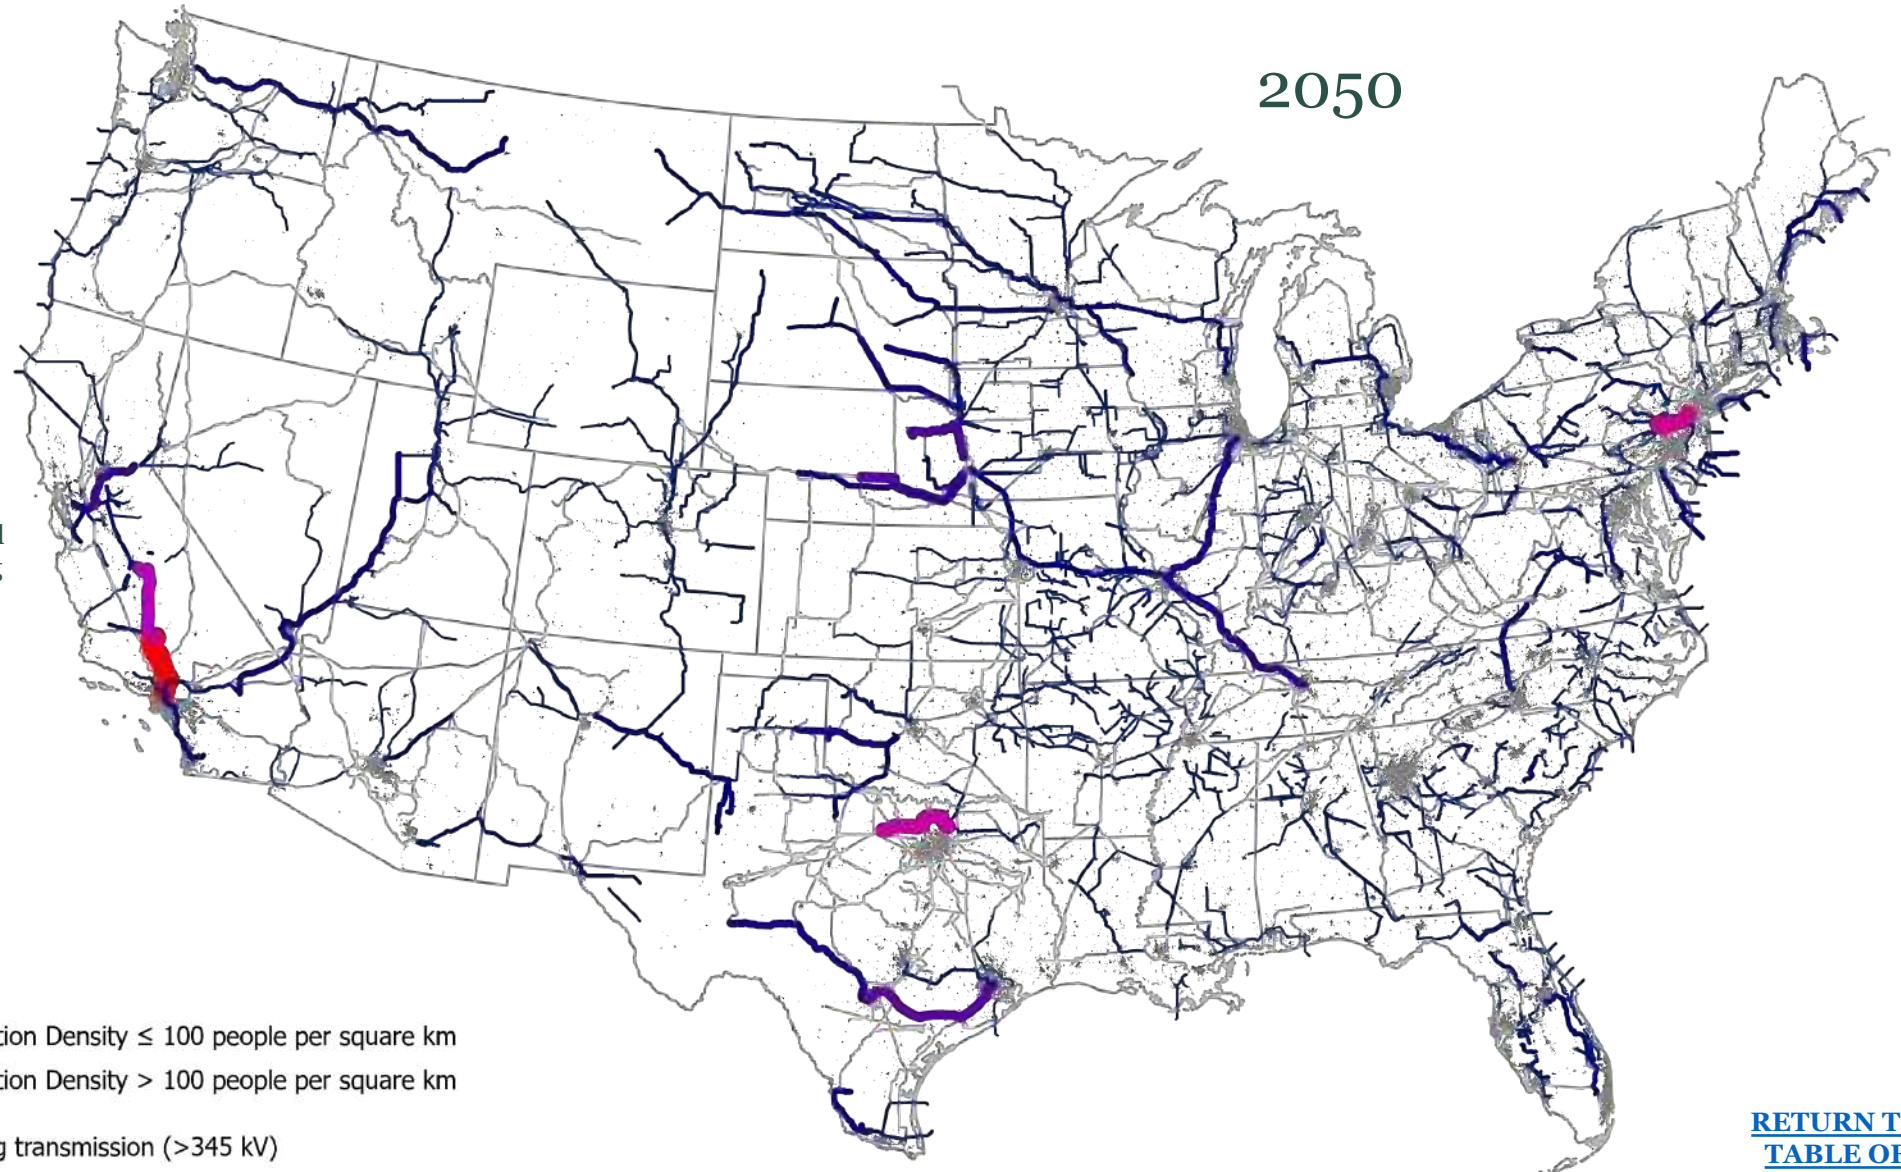 2050
tion Density ≤ 100 people per square km
tion Density > 100 people per square km
g transmission (>345 kV)
RETURN T
TABLE OF